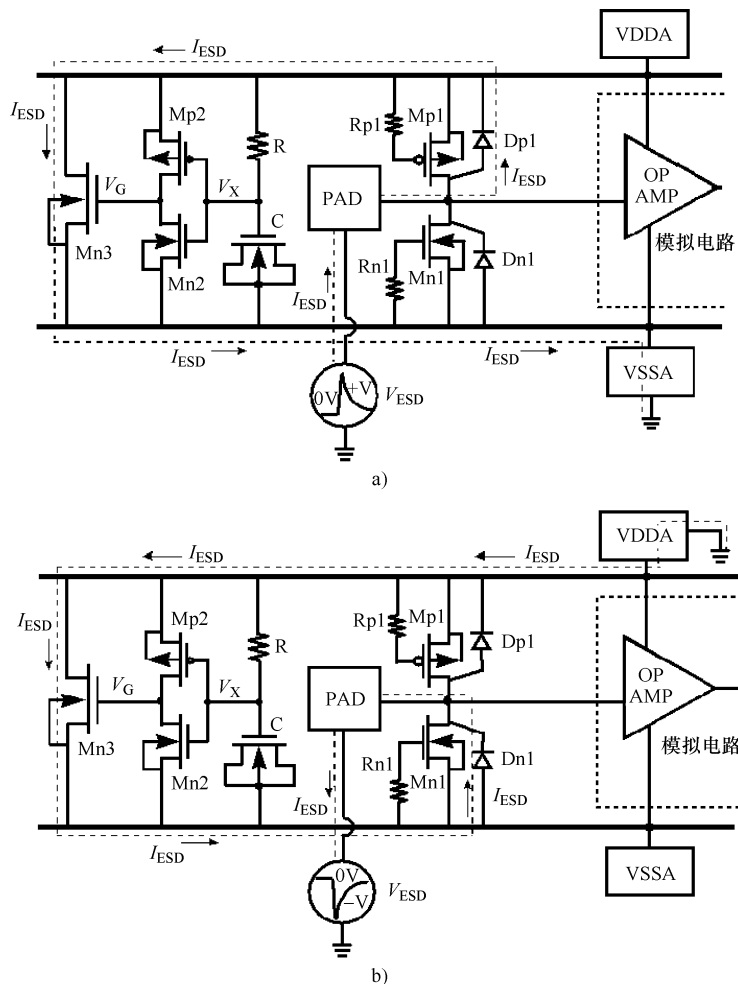 VDDA
I_ESD
I_ESD
Mp2
Rp1
Mp1
Dp1
R
I_ESD
OP
AMP
V_G
V_X
PAD
C
模拟电路
Mn3
Mn2
Rn1
Mn1
Dn1
I_ESD
I_ESD
I_ESD
VSSA
0V
+V
V_ESD
a)
VDDA
I_ESD
I_ESD
I_ESD
Mp2
Rp1
Mp1
Dp1
R
OP
AMP
V_G
V_X
PAD
C
模拟电路
Mn3
Mn2
Rn1
Mn1
Dn1
I_ESD
I_ESD
I_ESD
VSSA
0V
−V
V_ESD
b)